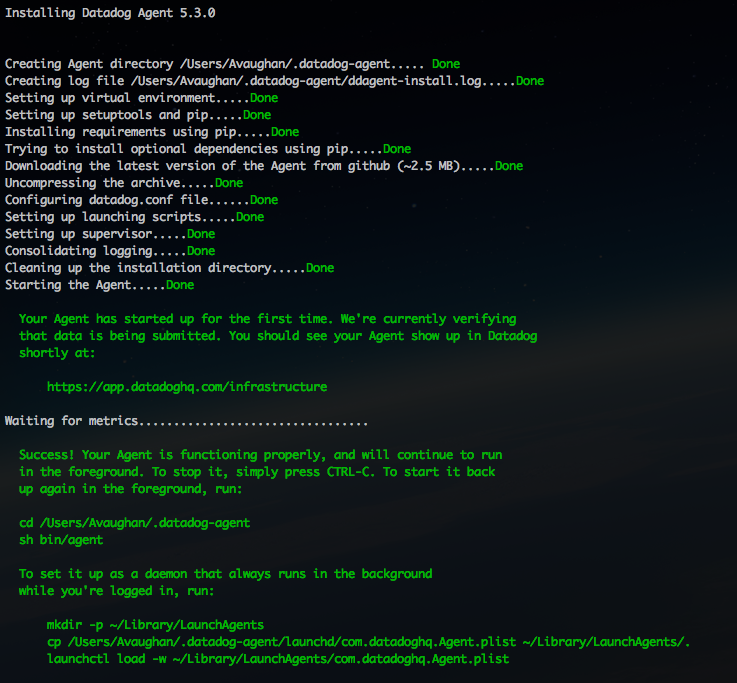 Installing Datadog Agent 5.3.0
Creating Agent directory /Users/Avaughan/.datadog-agent..... Done
Creating log file /Users/Avaughan/.datadog-agent/ddagent-install.log.....Done
Setting up virtual environment.....Done
Setting up setuptools and pip.....Done
Installing requirements using pip.....Done
Trying to install optional dependencies using pip.....Done
Downloading the latest version of the Agent from github (~2.5 MB).....Done
Uncompressing the archive.....Done
Configuring datadog.conf file......Done
Setting up launching scripts.....Done
Setting up supervisor.....Done
Consolidating logging.....Done
Cleaning up the installation directory.....Done
Starting the Agent.....Done
Your Agent has started up for the first time. We're currently verifying
that data is being submitted. You should see your Agent show up in Datadog
shortly at:
https://app.datadoghq.com/infrastructure
Waiting for metrics.................................
Success! Your Agent is functioning properly, and will continue to run
in the foreground. To stop it, simply press CTRL-C. To start it back
up again in the foreground, run:
cd /Users/Avaughan/.datadog-agent
sh bin/agent
To set it up as a daemon that always runs in the background
while you're logged in, run:
mkdir -p ~/Library/LaunchAgents
cp /Users/Avaughan/.datadog-agent/launchd/com.datadoghq.Agent.plist ~/Library/LaunchAgents/.
launchctl load -w ~/Library/LaunchAgents/com.datadoghq.Agent.plist